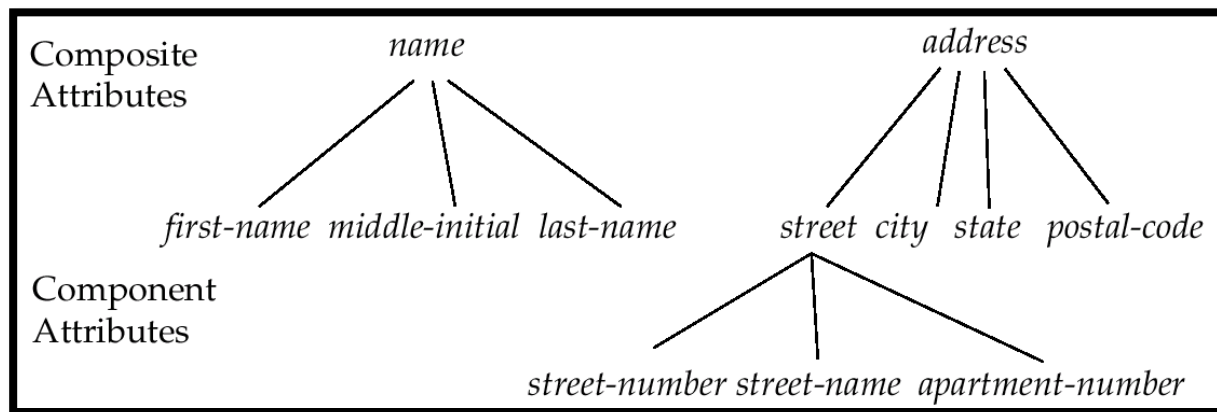 Composite
Attributes
name
address
first-name middle-initial last-name
street city state postal-code
Component
Attributes
street-number street-name apartment-number